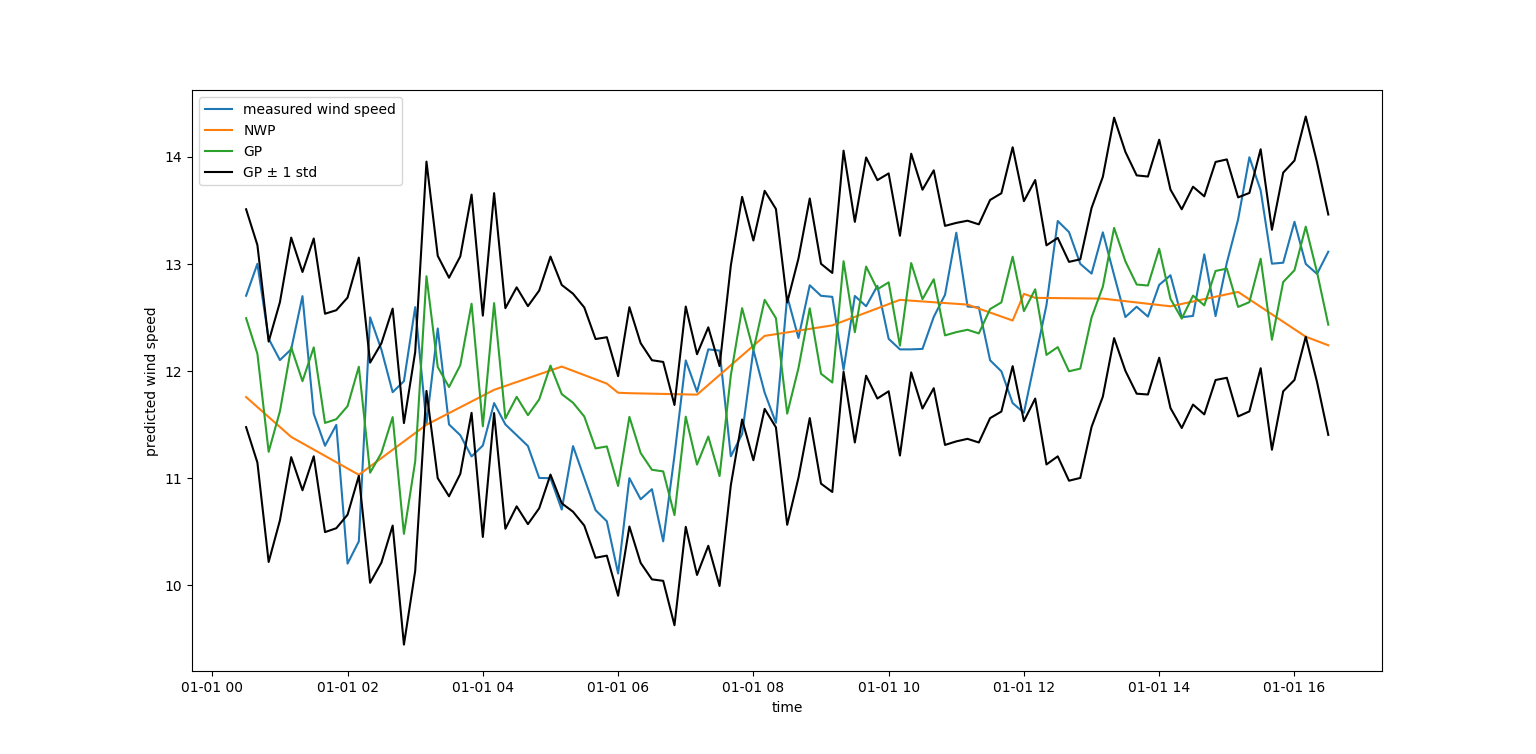 measured wind speed
NWP
GP
GP ± 1 std
predicted wind speed
14
13
12
11
10
01-01 00
01-01 02
01-01 04
01-01 06
01-01 08
01-01 10
01-01 12
01-01 14
01-01 16
time